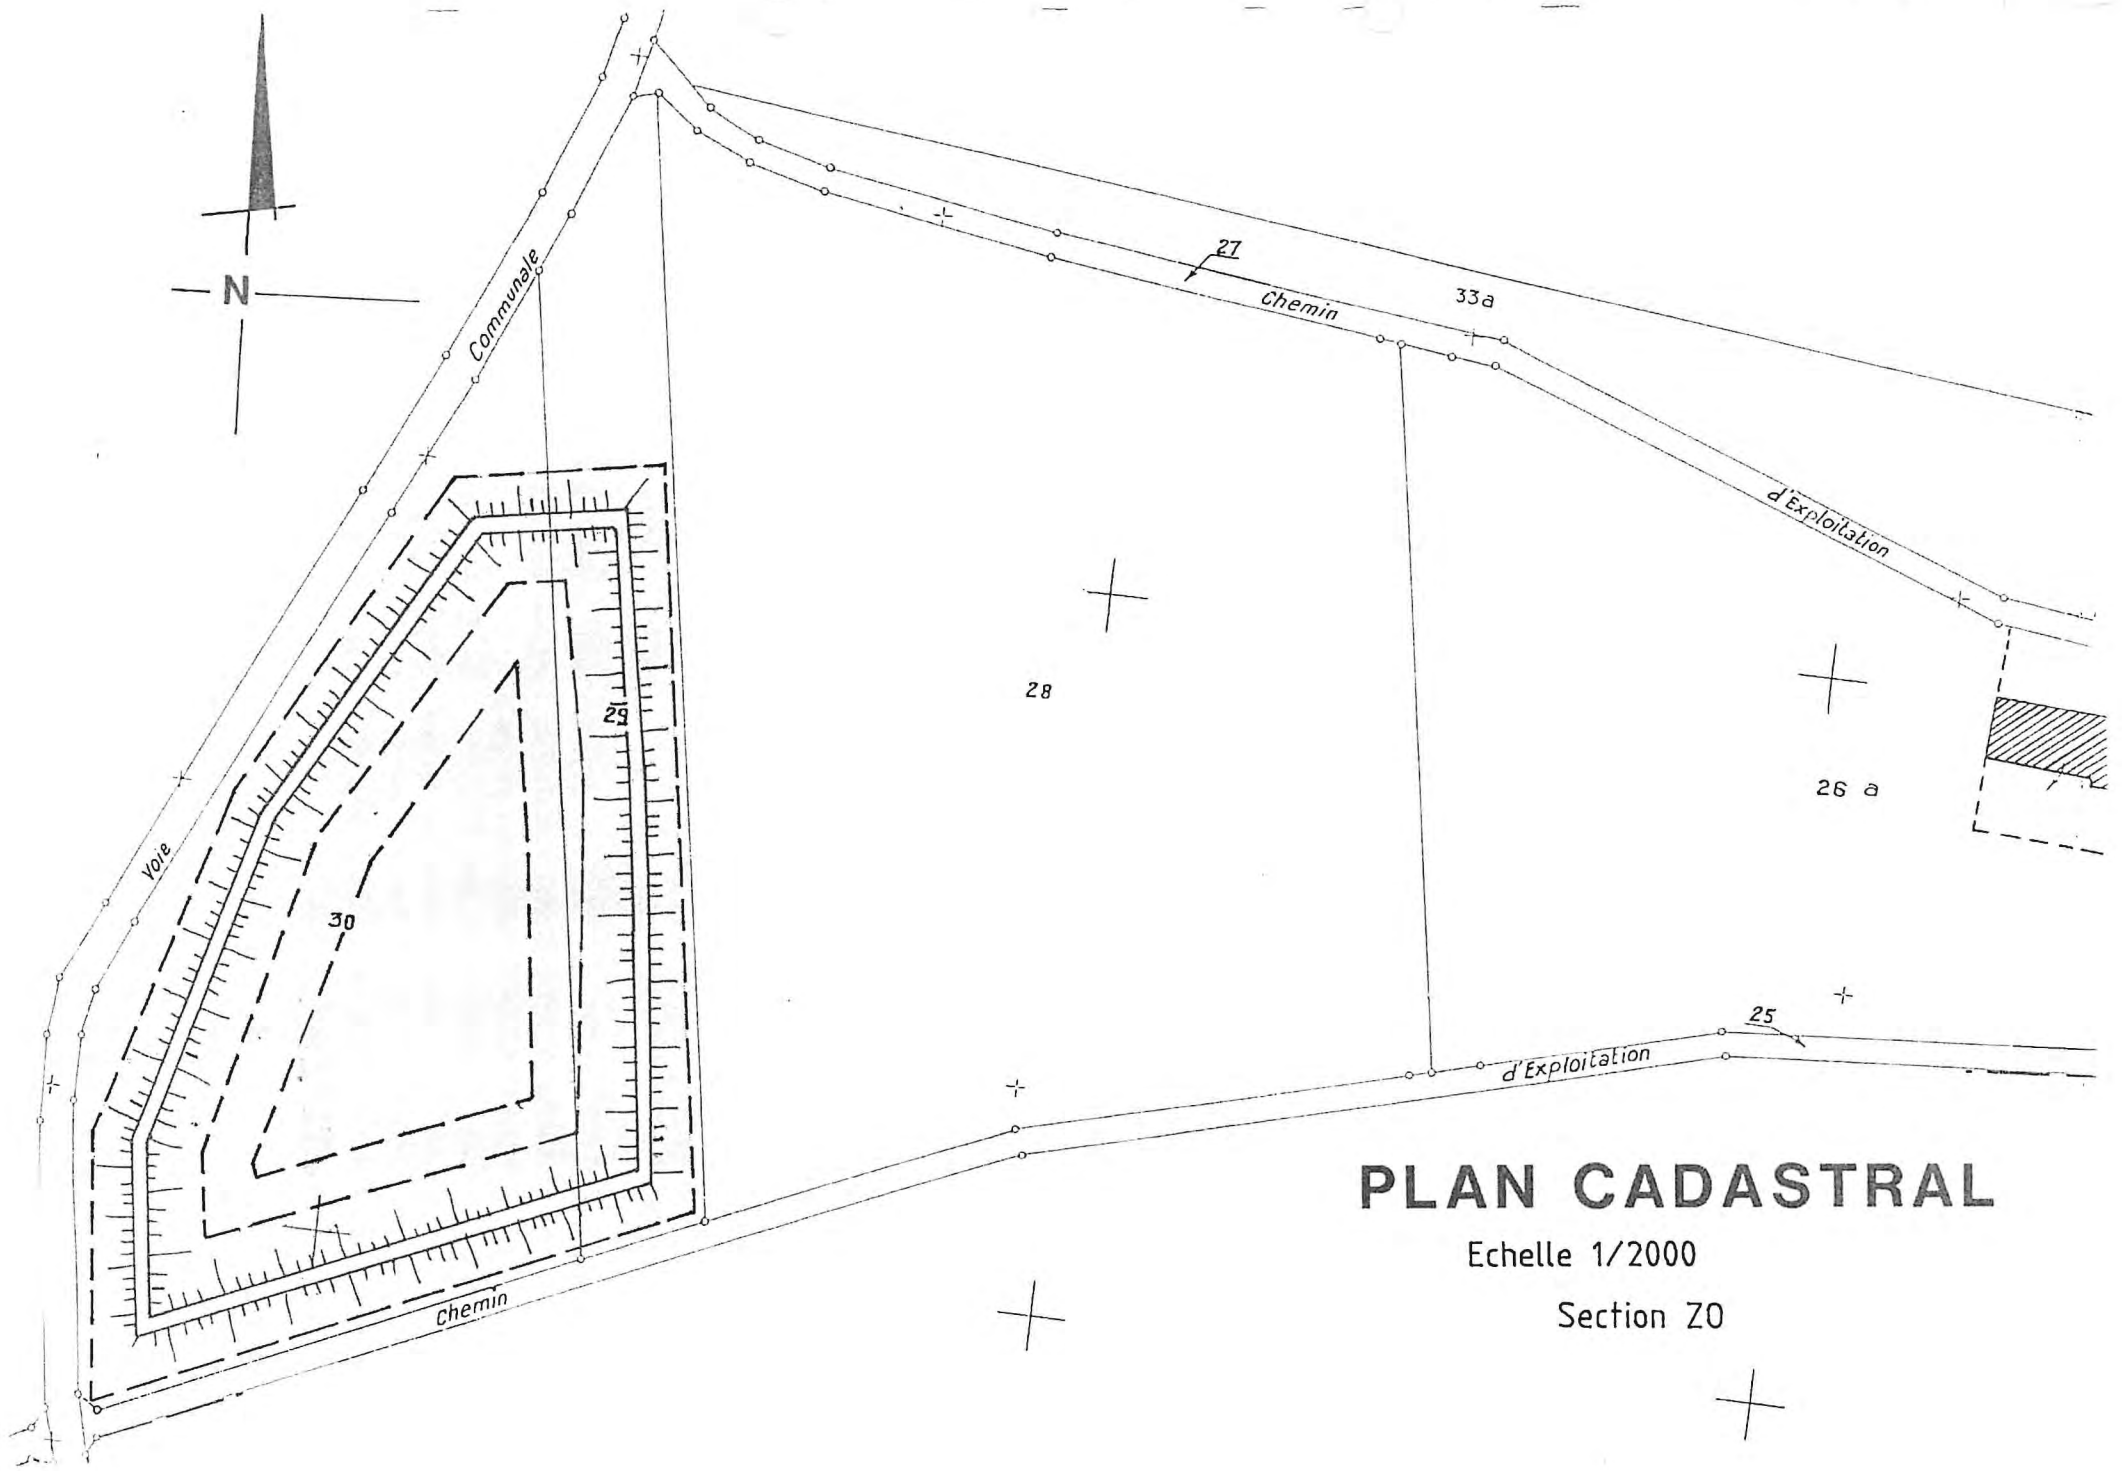 N
Voie
Communale
27
Chemin
33a
d'Exploitation
28
29
26 a
30
25
d'Exploitation
Chemin
PLAN CADASTRAL
Echelle 1/2000
Section ZO